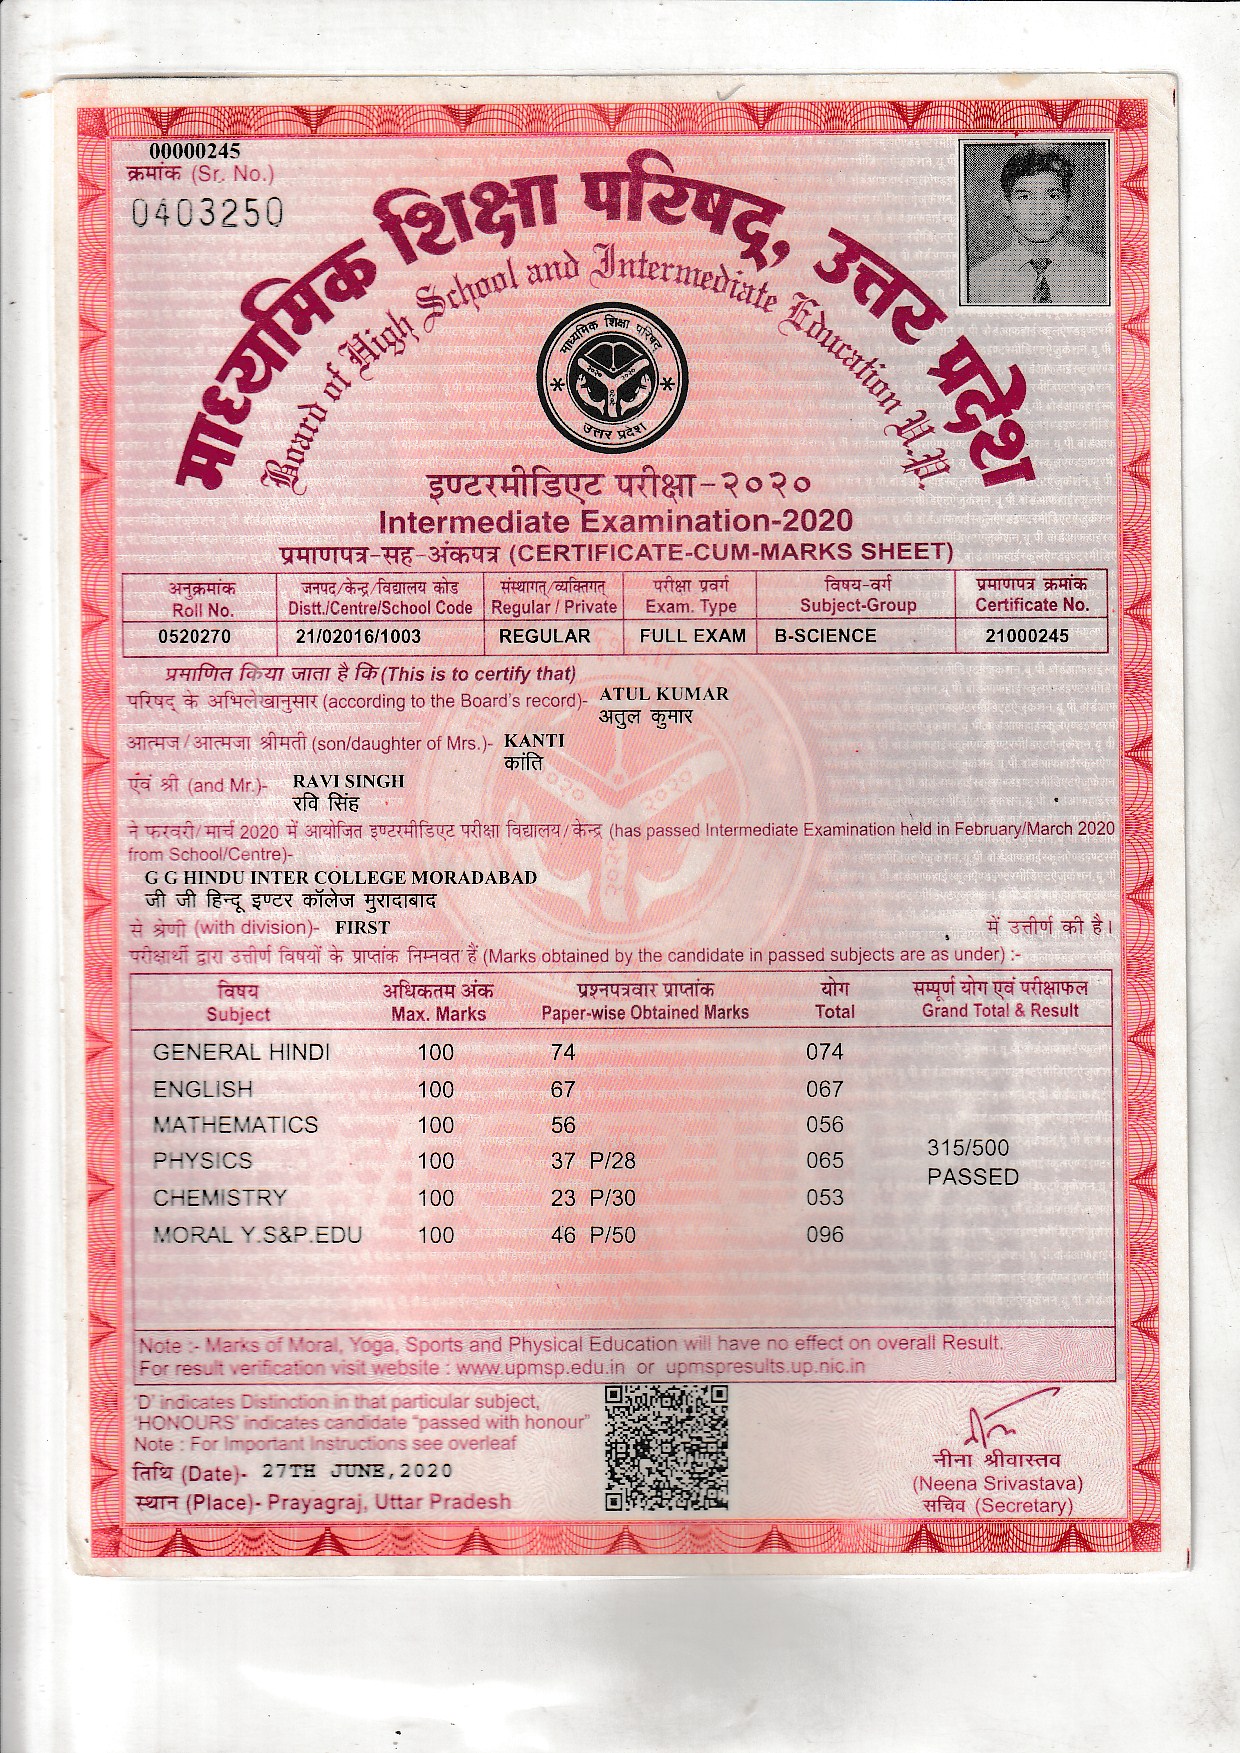 00000245
क्रमांक (Sr. No.)
0403250
माध्यमिक शिक्षा परिषद्, उत्तर प्रदेश
Board of High School and Intermediate Education U.P.
माध्यमिक शिक्षा परिषद
उत्तर प्रदेश
इण्टरमीडिएट परीक्षा-२०२०
Intermediate Examination-2020
प्रमाणपत्र-सह-अंकपत्र (CERTIFICATE-CUM-MARKS SHEET)
अनुक्रमांक जनपद/केन्द्र/विद्यालय कोड संस्थागत्/व्यक्तिगत् परीक्षा प्रवर्ग विषय-वर्ग प्रमाणपत्र क्रमांक
Roll No. Distt./Centre/School Code Regular / Private Exam. Type Subject-Group Certificate No.
0520270 21/02016/1003 REGULAR FULL EXAM B-SCIENCE 21000245
प्रमाणित किया जाता है कि (This is to certify that)
परिषद् के अभिलेखानुसार (according to the Board's record)- ATUL KUMAR
अतुल कुमार
आत्मज/आत्मजा श्रीमती (son/daughter of Mrs.)- KANTI
कांति
एंवं श्री (and Mr.)- RAVI SINGH
रवि सिंह
ने फरवरी/मार्च 2020 में आयोजित इण्टरमीडिएट परीक्षा विद्यालय/केन्द्र (has passed Intermediate Examination held in February/March 2020
from School/Centre)-
G G HINDU INTER COLLEGE MORADABAD
जी जी हिन्दू इण्टर कॉलेज मुरादाबाद
से श्रेणी (with division)- FIRST में उत्तीर्ण की है।
परीक्षार्थी द्वारा उत्तीर्ण विषयों के प्राप्तांक निम्नवत हैं (Marks obtained by the candidate in passed subjects are as under) :-
विषय अधिकतम अंक प्रश्नपत्रवार प्राप्तांक योग सम्पूर्ण योग एवं परीक्षाफल
Subject Max. Marks Paper-wise Obtained Marks Total Grand Total & Result
GENERAL HINDI 100 74 074
ENGLISH 100 67 067
MATHEMATICS 100 56 056
315/500
PHYSICS 100 37 P/28 065
PASSED
CHEMISTRY 100 23 P/30 053
MORAL Y.S&P.EDU 100 46 P/50 096
Note :- Marks of Moral, Yoga, Sports and Physical Education will have no effect on overall Result.
For result verification visit website : www.upmsp.edu.in or upmspresults.up.nic.in
'D' indicates Distinction in that particular subject,
'HONOURS' indicates candidate "passed with honour"
Note : For Important Instructions see overleaf
तिथि (Date)- 27TH JUNE,2020
स्थान (Place)- Prayagraj, Uttar Pradesh
नीना श्रीवास्तव
(Neena Srivastava)
सचिव (Secretary)